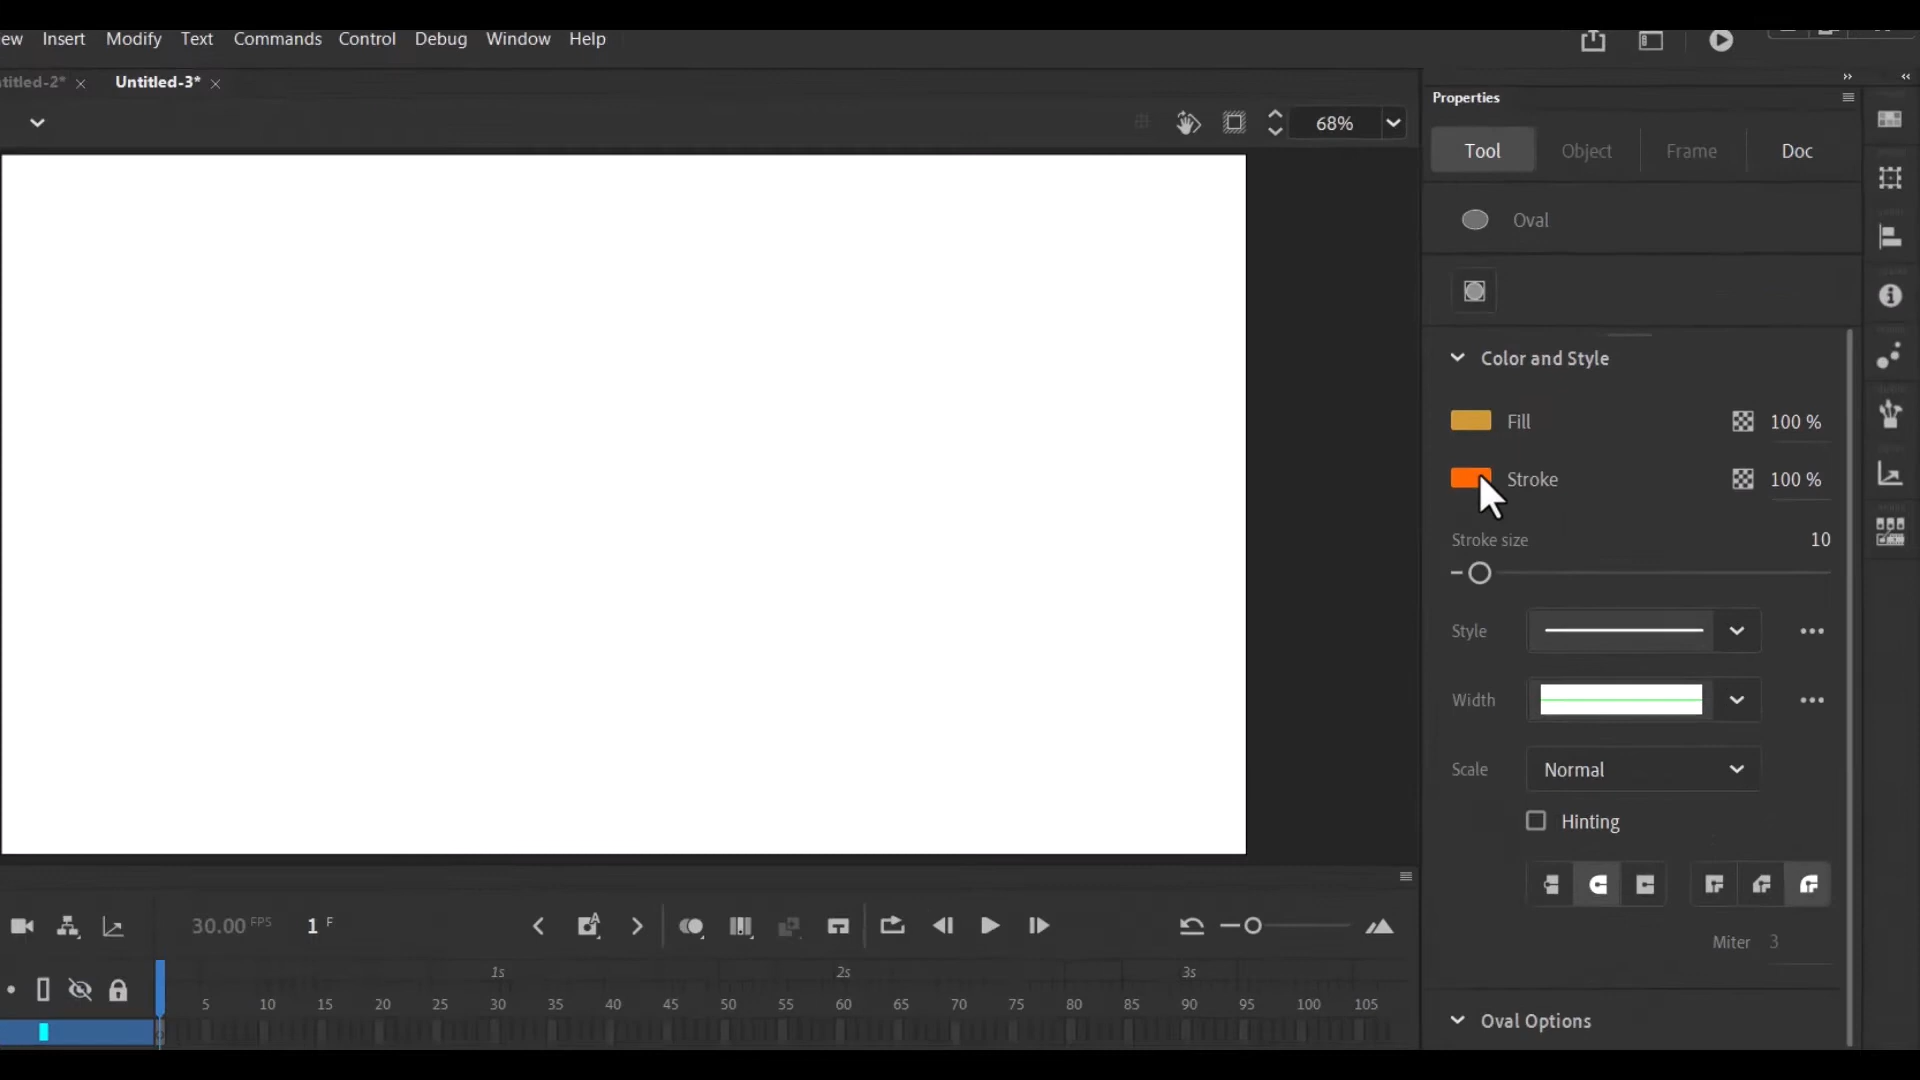 ew Insert Modify Text Commands Control Debug Window Help
titled-2* Untitled-3*
68%
Properties
Tool Object Frame Doc
Oval
Color and Style
Fill 100 %
Stroke 100 %
Stroke size 10
Style
Width
Scale Normal
Hinting
Miter 3
Oval Options
30.00 FPS 1 F
1s 2s 3s
5 10 15 20 25 30 35 40 45 50 55 60 65 70 75 80 85 90 95 100 105